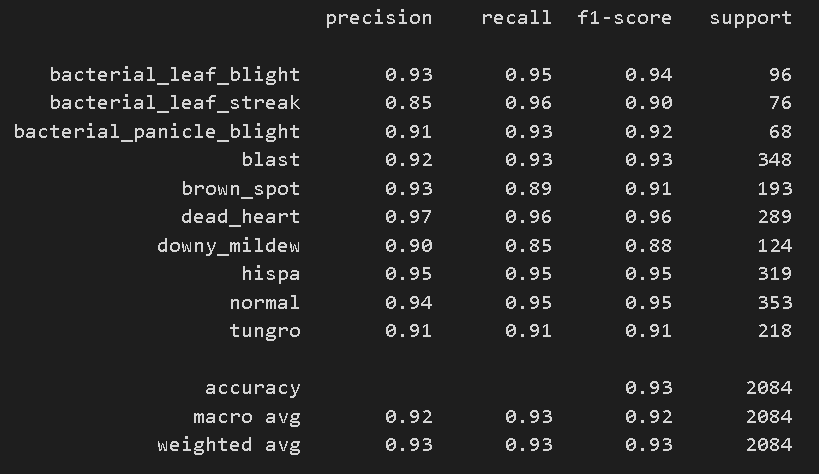 precision recall f1-score support
bacterial_leaf_blight 0.93 0.95 0.94 96
bacterial_leaf_streak 0.85 0.96 0.90 76
bacterial_panicle_blight 0.91 0.93 0.92 68
blast 0.92 0.93 0.93 348
brown_spot 0.93 0.89 0.91 193
dead_heart 0.97 0.96 0.96 289
downy_mildew 0.90 0.85 0.88 124
hispa 0.95 0.95 0.95 319
normal 0.94 0.95 0.95 353
tungro 0.91 0.91 0.91 218
accuracy 0.93 2084
macro avg 0.92 0.93 0.92 2084
weighted avg 0.93 0.93 0.93 2084